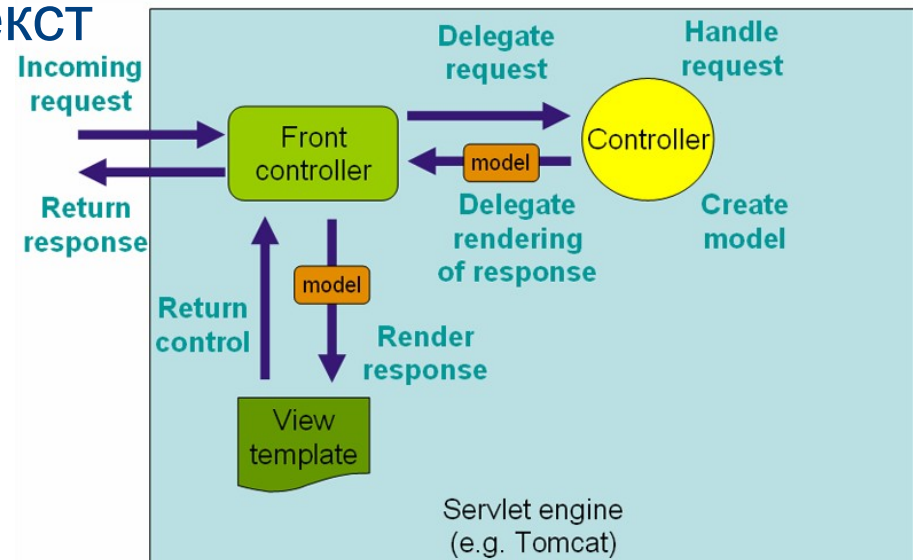 екст
Incoming
request
Return
response
Front
controller
Delegate
request
model
Delegate
rendering
of response
Handle
request
Controller
Create
model
model
Return
control
Render
response
View
template
Servlet engine
(e.g. Tomcat)